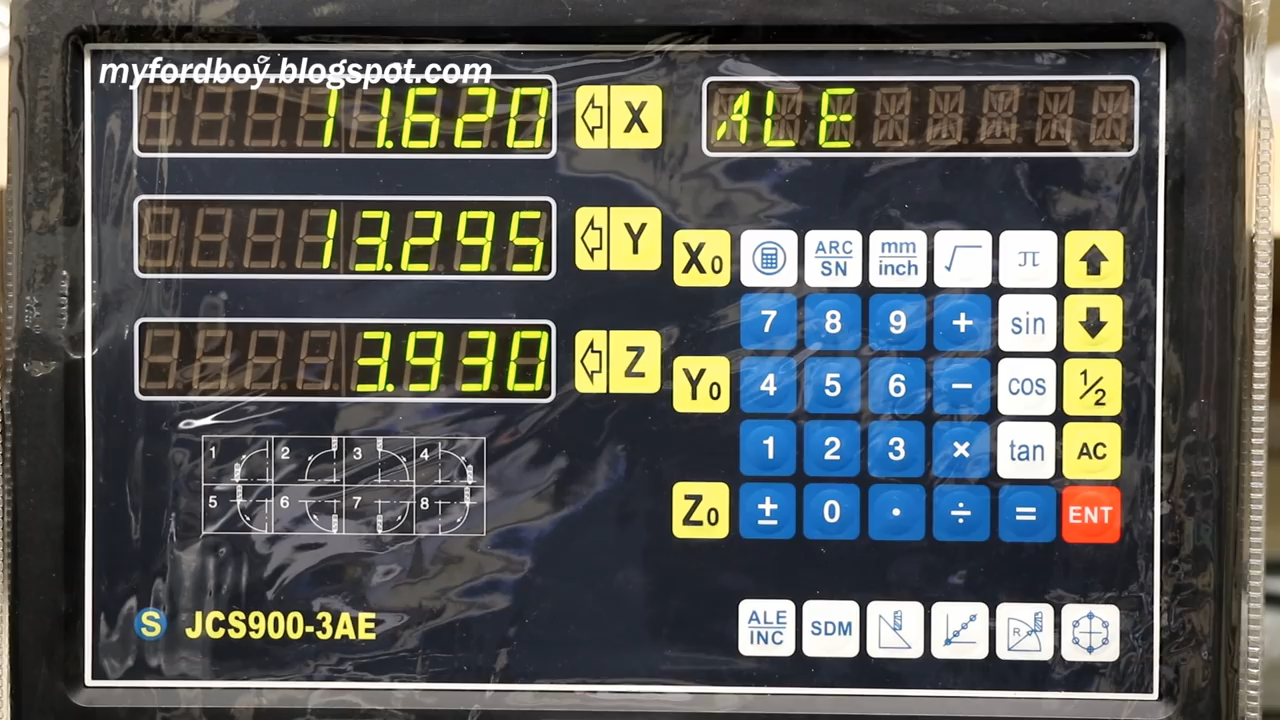 myfordboy.blogspot.com
11.620 X ALE
13.295 Y
3.930 Z
X0 ARC/SN mm/inch √ π
7 8 9 + sin
Y0 4 5 6 − cos 1/2
1 2 3 × tan AC
Z0 ± 0 · ÷ = ENT
1 2 3 4
5 6 7 8
S JCS900-3AE
ALE/INC SDM R